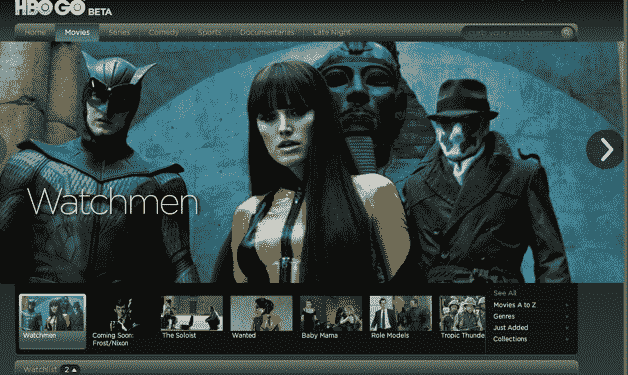 HBO GO BETA
Home Movies Series Comedy Sports Documentaries Late Night
Watchmen
See All
Movies A to Z
Genres
Just Added
Collections
Watchmen
Coming Soon:
Frost/Nixon
The Soloist
Wanted
Baby Mama
Role Models
Tropic Thunde
Watchlist 2